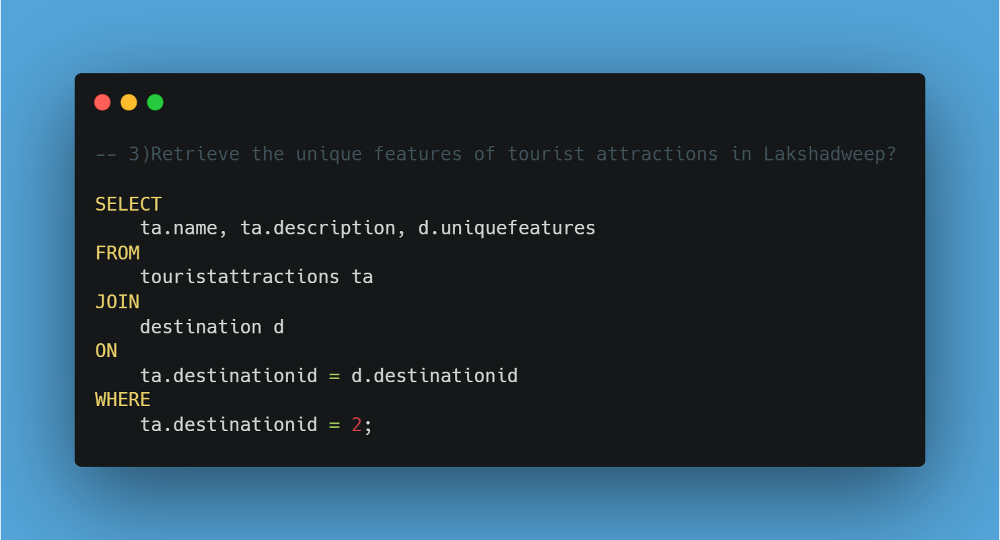 -- 3)Retrieve the unique features of tourist attractions in Lakshadweep?
SELECT
    ta.name, ta.description, d.uniquefeatures
FROM
    touristattractions ta
JOIN
    destination d
ON
    ta.destinationid = d.destinationid
WHERE
    ta.destinationid = 2;